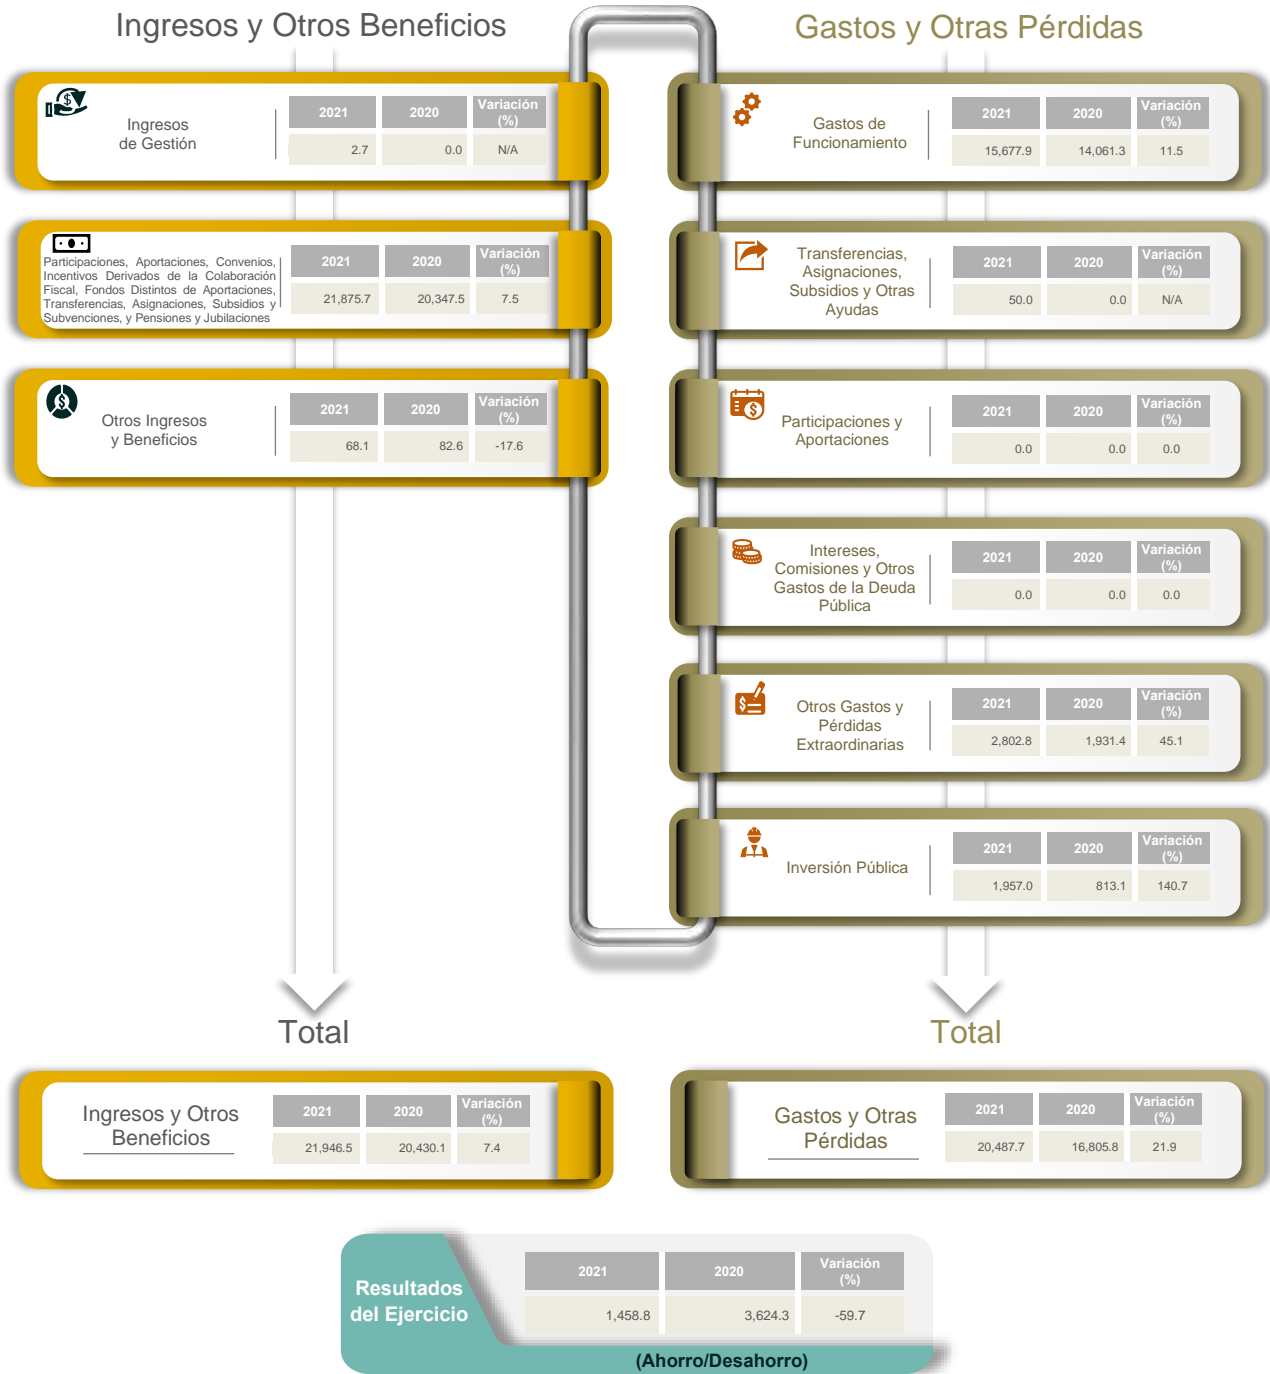 Ingresos y Otros Beneficios
Ingresos
de Gestión
2021 2020 Variación
(%)
2.7 0.0 N/A
Participaciones, Aportaciones, Convenios,
Incentivos Derivados de la Colaboración
Fiscal, Fondos Distintos de Aportaciones,
Transferencias, Asignaciones, Subsidios y
Subvenciones, y Pensiones y Jubilaciones
2021 2020 Variación
(%)
21,875.7 20,347.5 7.5
Otros Ingresos
y Beneficios
2021 2020 Variación
(%)
68.1 82.6 -17.6
Total
Ingresos y Otros
Beneficios
2021 2020 Variación
(%)
21,946.5 20,430.1 7.4
Gastos y Otras Pérdidas
Gastos de
Funcionamiento
2021 2020 Variación
(%)
15,677.9 14,061.3 11.5
Transferencias,
Asignaciones,
Subsidios y Otras
Ayudas
2021 2020 Variación
(%)
50.0 0.0 N/A
Participaciones y
Aportaciones
2021 2020 Variación
(%)
0.0 0.0 0.0
Intereses,
Comisiones y Otros
Gastos de la Deuda
Pública
2021 2020 Variación
(%)
0.0 0.0 0.0
Otros Gastos y
Pérdidas
Extraordinarias
2021 2020 Variación
(%)
2,802.8 1,931.4 45.1
Inversión Pública
2021 2020 Variación
(%)
1,957.0 813.1 140.7
Total
Gastos y Otras
Pérdidas
2021 2020 Variación
(%)
20,487.7 16,805.8 21.9
Resultados
del Ejercicio
2021 2020 Variación
(%)
1,458.8 3,624.3 -59.7
(Ahorro/Desahorro)